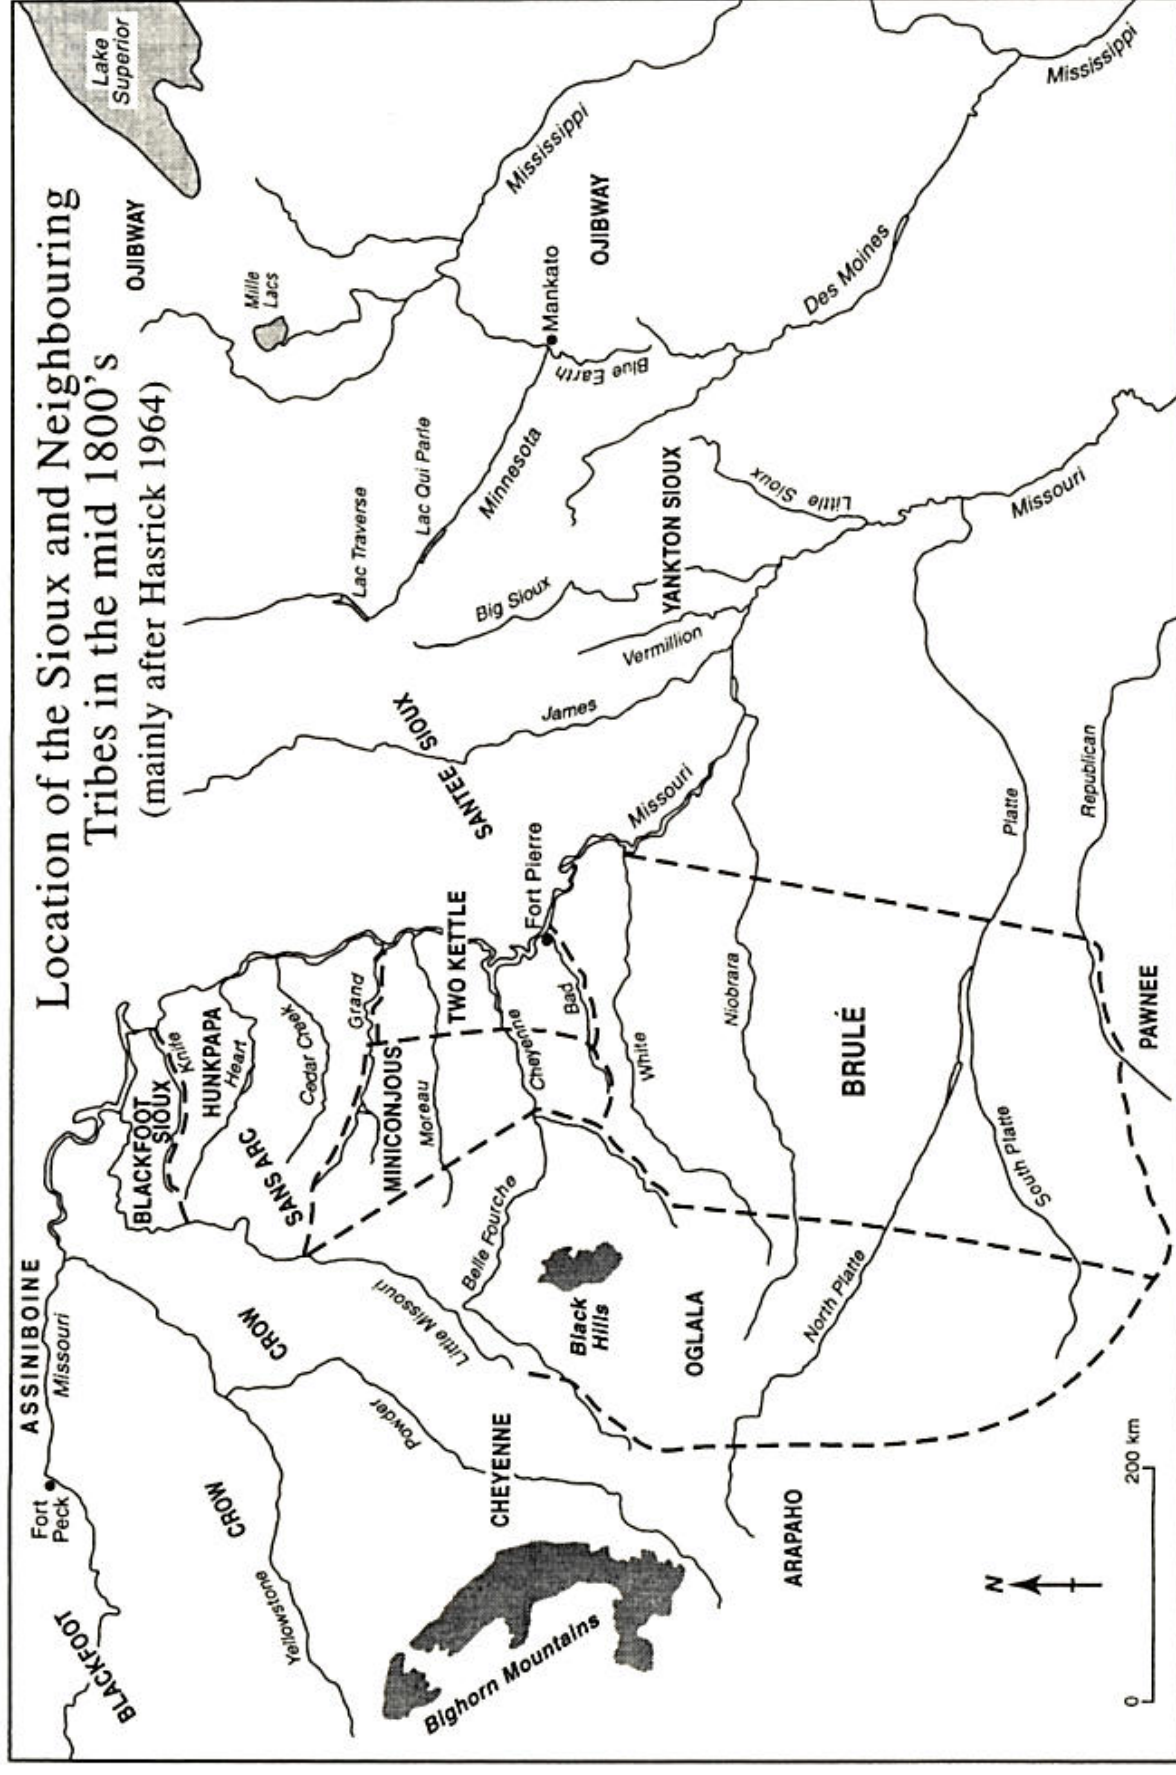 Location of the Sioux and Neighbouring
Tribes in the mid 1800's
(mainly after Hasrick 1964)
Lake
Superior
OJIBWAY
Mille
Lacs
Mississippi
OJIBWAY
Mankato
Blue Earth
Des Moines
Mississippi
Lac Traverse
Lac Qui Parle
Minnesota
Big Sioux
YANKTON SIOUX
Little Sioux
Missouri
Vermillion
James
SANTEE SIOUX
Missouri
Fort Pierre
ASSINIBOINE
Missouri
Fort
Peck
BLACKFOOT
CROW
CROW
Yellowstone
Powder
Little Missouri
BLACKFOOT
SIOUX
Knife
HUNKPAPA
Heart
Cedar Creek
SANS ARC
Grand
MINICONJOUS
Moreau
TWO KETTLE
Cheyenne
Bad
Belle Fourche
White
Black
Hills
OGLALA
CHEYENNE
Bighorn Mountains
ARAPAHO
Niobrara
BRULÉ
Platte
North Platte
South Platte
Republican
PAWNEE
N
0
200 km